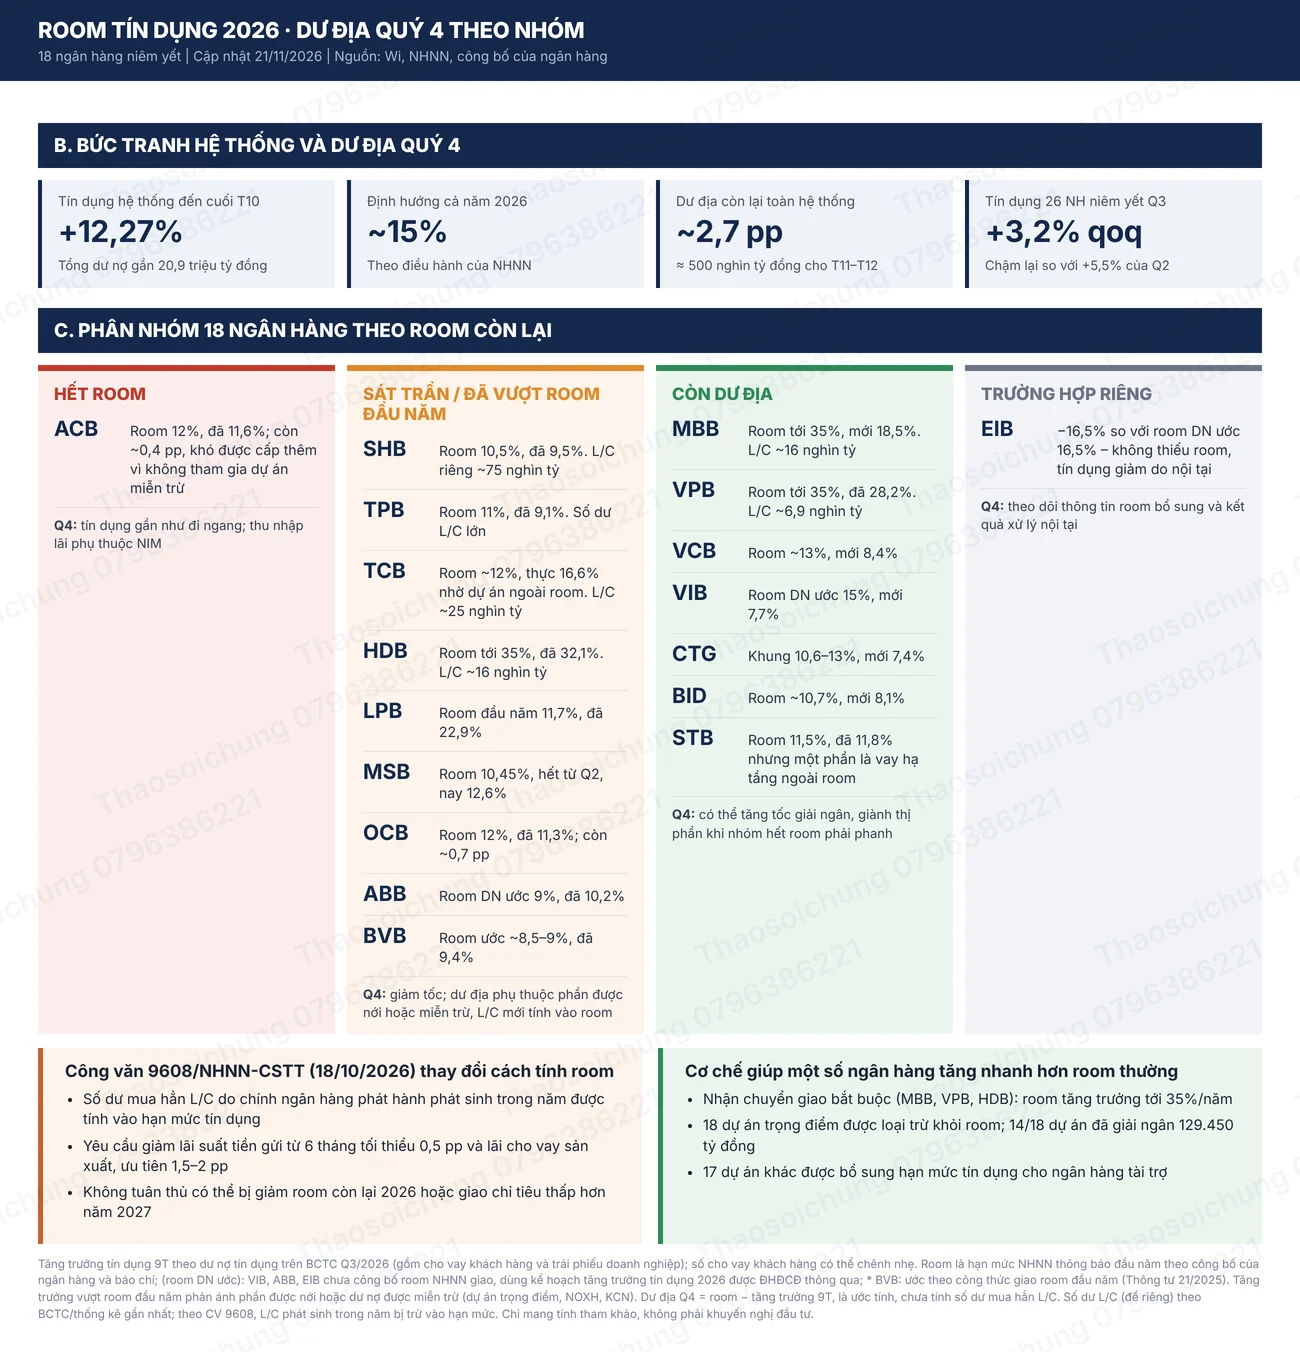 ROOM TÍN DỤNG 2026 · DƯ ĐỊA QUÝ 4 THEO NHÓM
18 ngân hàng niêm yết | Cập nhật 21/11/2026 | Nguồn: Wi, NHNN, công bố của ngân hàng
B. BỨC TRANH HỆ THỐNG VÀ DƯ ĐỊA QUÝ 4
Tín dụng hệ thống đến cuối T10
+12,27%
Tổng dư nợ gần 20,9 triệu tỷ đồng
Định hướng cả năm 2026
~15%
Theo điều hành của NHNN
Dư địa còn lại toàn hệ thống
~2,7 pp
≈ 500 nghìn tỷ đồng cho T11–T12
Tín dụng 26 NH niêm yết Q3
+3,2% qoq
Chậm lại so với +5,5% của Q2
C. PHÂN NHÓM 18 NGÂN HÀNG THEO ROOM CÒN LẠI
HẾT ROOM
ACB
Room 12%, đã 11,6%; còn
~0,4 pp, khó được cấp thêm
vì không tham gia dự án
miễn trừ
Q4: tín dụng gần như đi ngang; thu nhập
lãi phụ thuộc NIM
SÁT TRẦN / ĐÃ VƯỢT ROOM
ĐẦU NĂM
SHB
Room 10,5%, đã 9,5%. L/C
riêng ~75 nghìn tỷ
TPB
Room 11%, đã 9,1%. Số dư
L/C lớn
TCB
Room ~12%, thực 16,6%
nhờ dự án ngoài room. L/C
~25 nghìn tỷ
HDB
Room tới 35%, đã 32,1%.
L/C ~16 nghìn tỷ
LPB
Room đầu năm 11,7%, đã
22,9%
MSB
Room 10,45%, hết từ Q2,
nay 12,6%
OCB
Room 12%, đã 11,3%; còn
~0,7 pp
ABB
Room DN ước 9%, đã 10,2%
BVB
Room ước ~8,5–9%, đã
9,4%
Q4: giảm tốc; dư địa phụ thuộc phần được
nới hoặc miễn trừ, L/C mới tính vào room
CÒN DƯ ĐỊA
MBB
Room tới 35%, mới 18,5%.
L/C ~16 nghìn tỷ
VPB
Room tới 35%, đã 28,2%.
L/C ~6,9 nghìn tỷ
VCB
Room ~13%, mới 8,4%
VIB
Room DN ước 15%, mới
7,7%
CTG
Khung 10,6–13%, mới 7,4%
BID
Room ~10,7%, mới 8,1%
STB
Room 11,5%, đã 11,8%
nhưng một phần là vay hạ
tầng ngoài room
Q4: có thể tăng tốc giải ngân, giành thị
phần khi nhóm hết room phải phanh
TRƯỜNG HỢP RIÊNG
EIB
−16,5% so với room DN ước
16,5% – không thiếu room,
tín dụng giảm do nội tại
Q4: theo dõi thông tin room bổ sung và kết
quả xử lý nội tại
Công văn 9608/NHNN-CSTT (18/10/2026) thay đổi cách tính room
• Số dư mua hẳn L/C do chính ngân hàng phát hành phát sinh trong năm được
tính vào hạn mức tín dụng
• Yêu cầu giảm lãi suất tiền gửi từ 6 tháng tối thiểu 0,5 pp và lãi cho vay sản
xuất, ưu tiên 1,5–2 pp
• Không tuân thủ có thể bị giảm room còn lại 2026 hoặc giao chỉ tiêu thấp hơn
năm 2027
Cơ chế giúp một số ngân hàng tăng nhanh hơn room thường
• Nhận chuyển giao bắt buộc (MBB, VPB, HDB): room tăng trưởng tới 35%/năm
• 18 dự án trọng điểm được loại trừ khỏi room; 14/18 dự án đã giải ngân 129.450
tỷ đồng
• 17 dự án khác được bổ sung hạn mức tín dụng cho ngân hàng tài trợ
Tăng trưởng tín dụng 9T theo dư nợ tín dụng trên BCTC Q3/2026 (gồm cho vay khách hàng và trái phiếu doanh nghiệp); số cho vay khách hàng có thể chênh nhẹ. Room là hạn mức NHNN thông báo đầu năm theo công bố của
ngân hàng và báo chí; (room DN ước): VIB, ABB, EIB chưa công bố room NHNN giao, dùng kế hoạch tăng trưởng tín dụng 2026 được ĐHĐCĐ thông qua; * BVB: ước theo công thức giao room đầu năm (Thông tư 21/2025). Tăng
trưởng vượt room đầu năm phản ánh phần được nới hoặc dư nợ được miễn trừ (dự án trọng điểm, NOXH, KCN). Dư địa Q4 = room − tăng trưởng 9T, là ước tính, chưa tính số dư mua hẳn L/C. Số dư L/C (để riêng) theo
BCTC/thống kê gần nhất; theo CV 9608, L/C phát sinh trong năm bị trừ vào hạn mức. Chỉ mang tính tham khảo, không phải khuyến nghị đầu tư.
Thaosoichung 0796386221